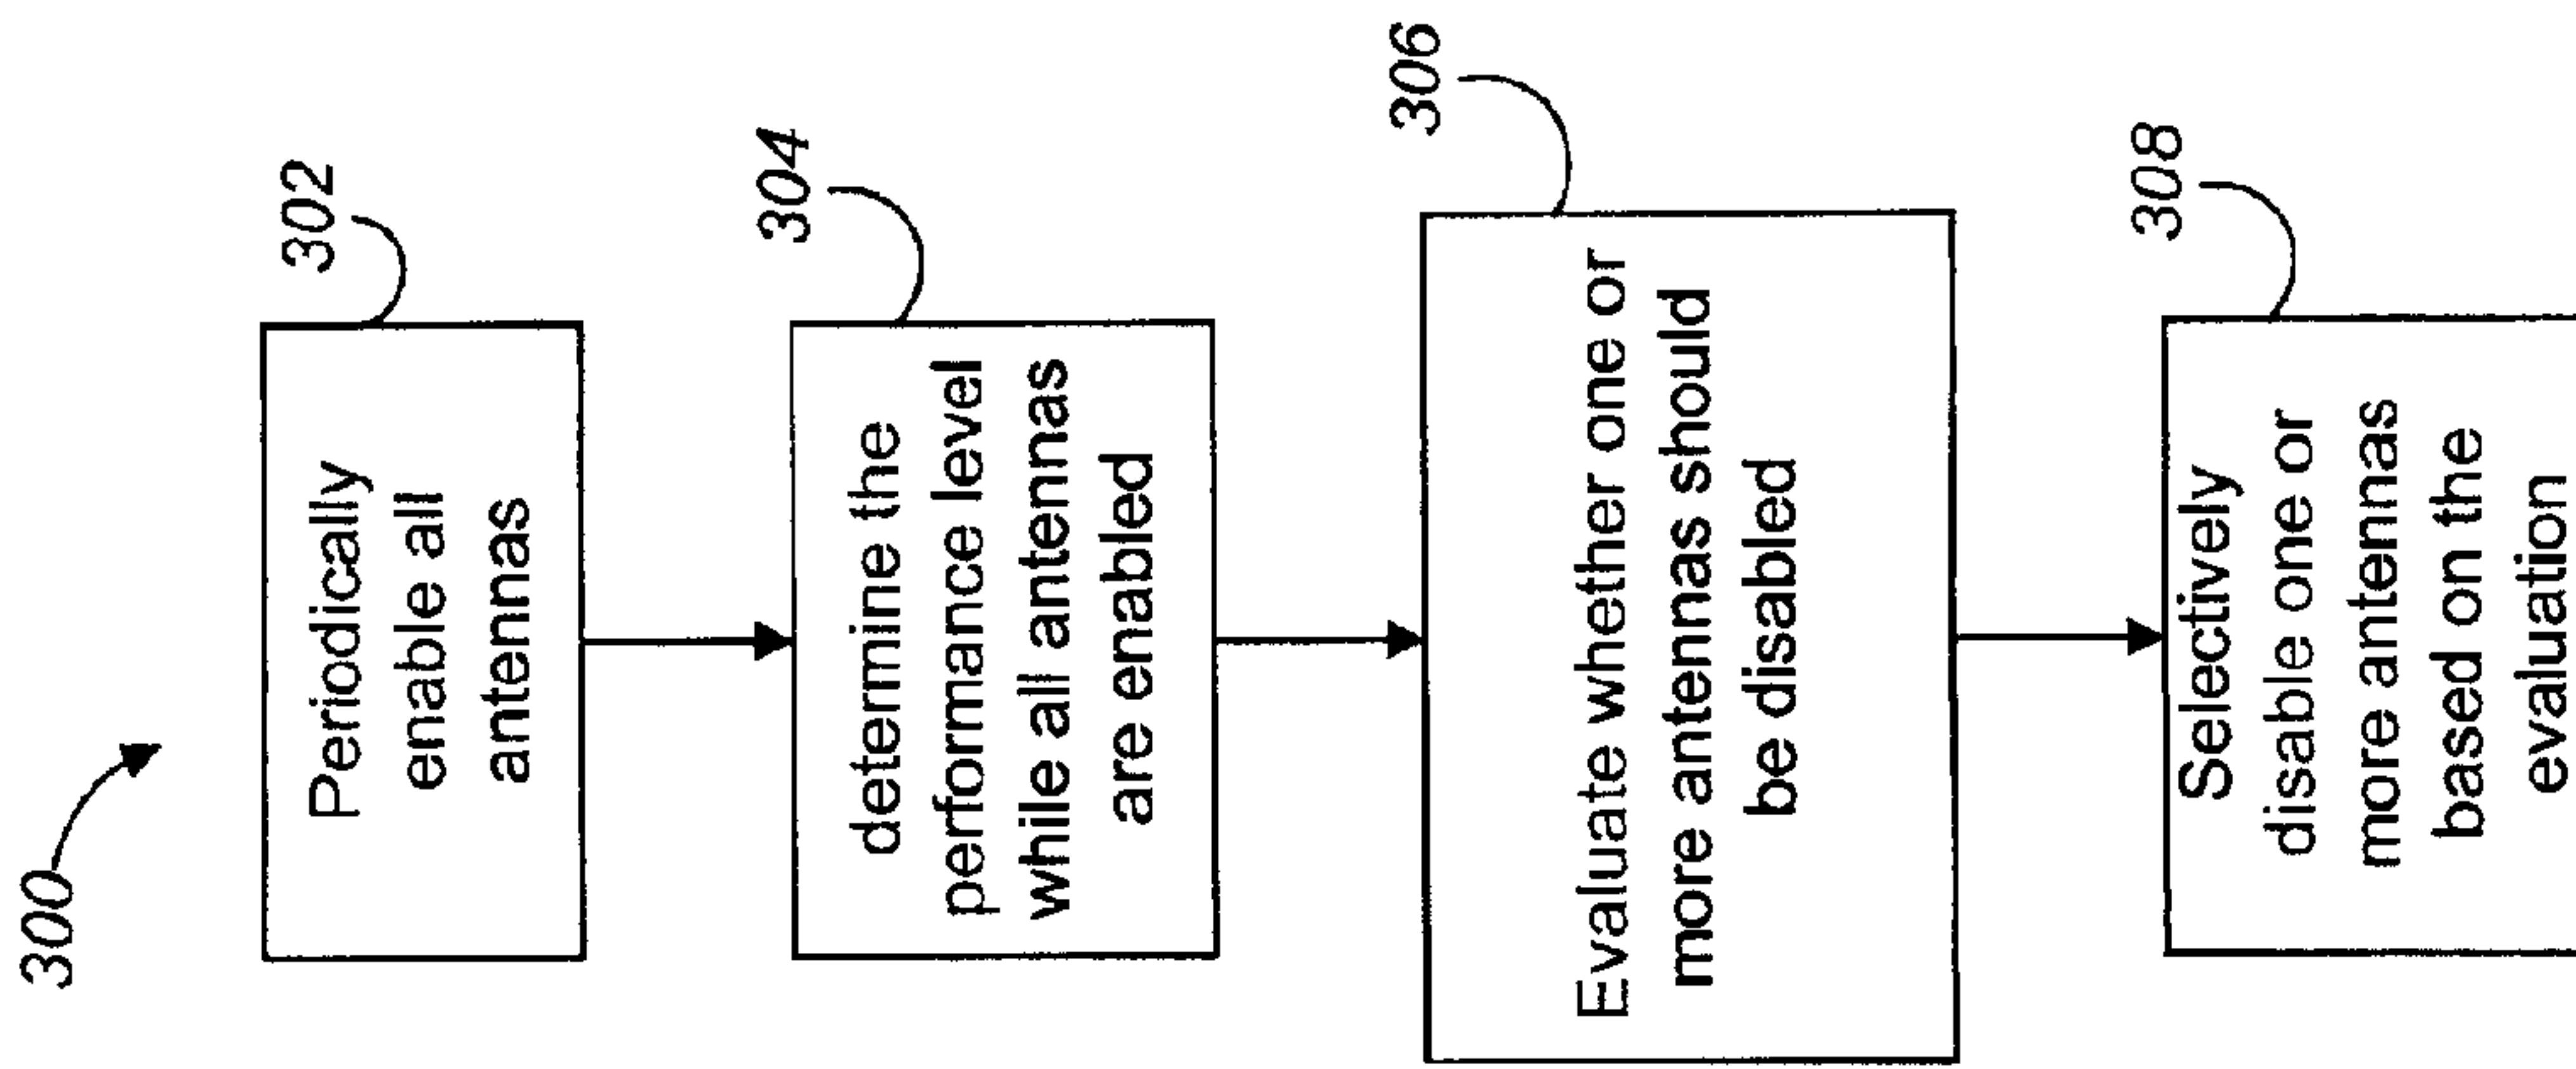 300
302
Periodically
enable all
antennas
304
determine the
performance level
while all antennas
are enabled
306
Evaluate whether one or
more antennas should
be disabled
308
Selectively
disable one or
more antennas
based on the
evaluation